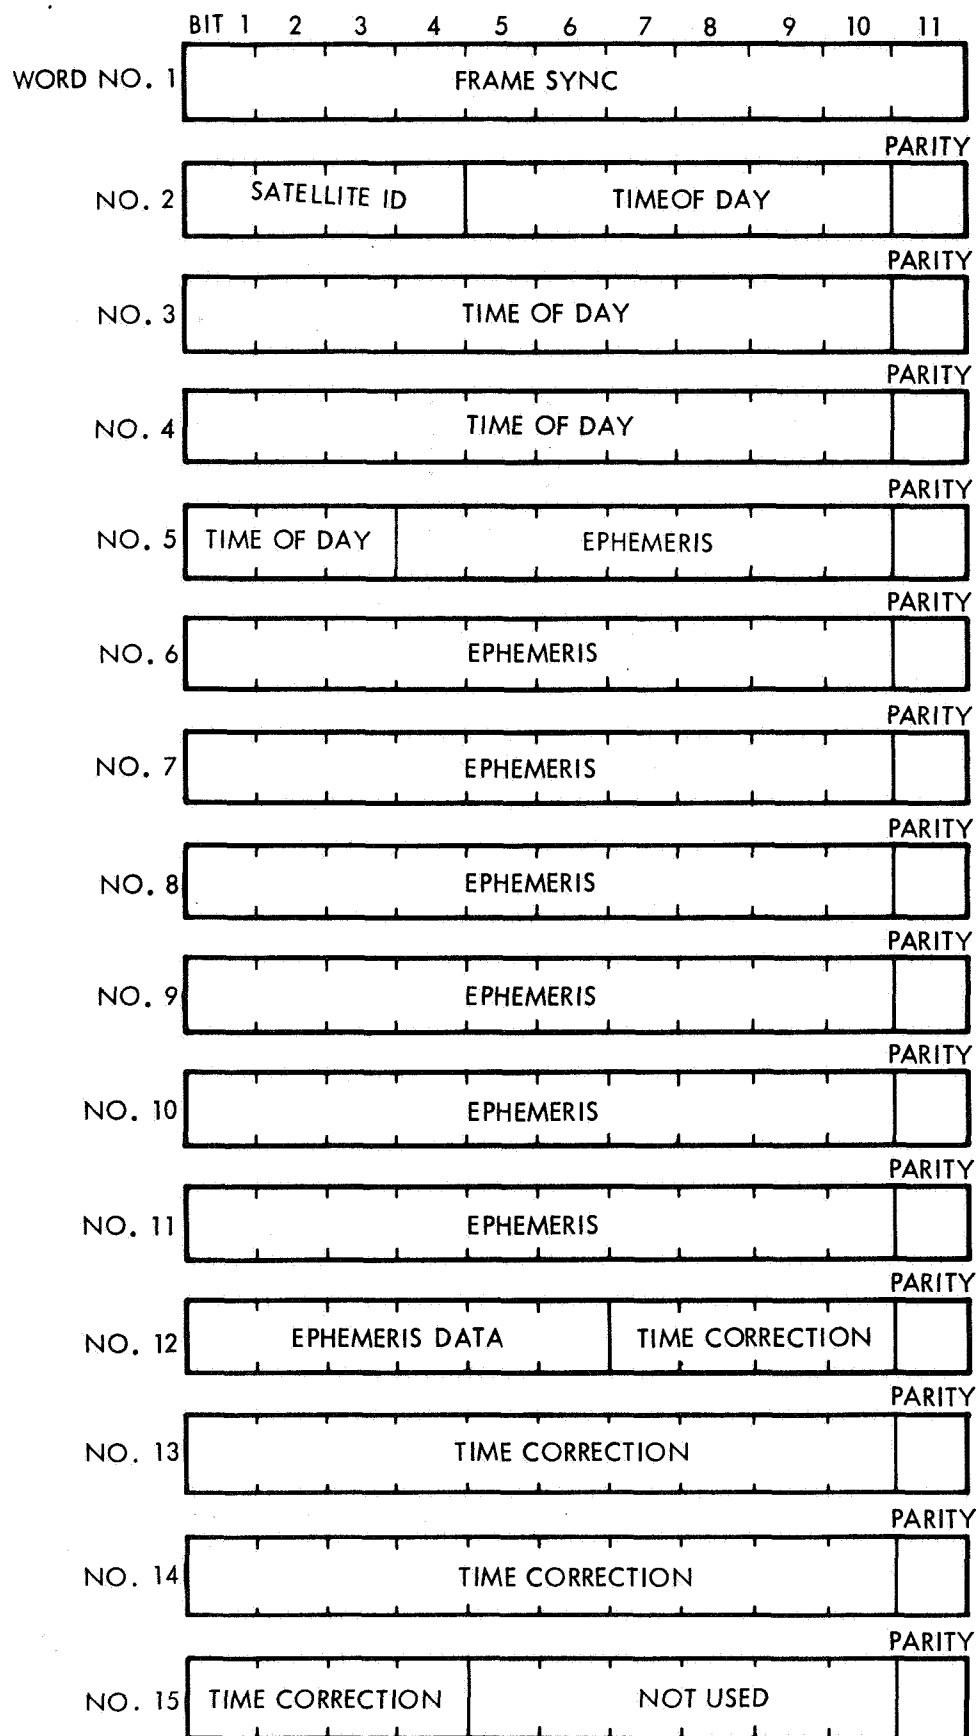 BIT 1 2 3 4 5 6 7 8 9 10 11
WORD NO. 1 FRAME SYNC
PARITY
NO. 2 SATELLITE ID TIMEOF DAY
PARITY
NO. 3 TIME OF DAY
PARITY
NO. 4 TIME OF DAY
PARITY
NO. 5 TIME OF DAY EPHEMERIS
PARITY
NO. 6 EPHEMERIS
PARITY
NO. 7 EPHEMERIS
PARITY
NO. 8 EPHEMERIS
PARITY
NO. 9 EPHEMERIS
PARITY
NO. 10 EPHEMERIS
PARITY
NO. 11 EPHEMERIS
PARITY
NO. 12 EPHEMERIS DATA TIME CORRECTION
PARITY
NO. 13 TIME CORRECTION
PARITY
NO. 14 TIME CORRECTION
PARITY
NO. 15 TIME CORRECTION NOT USED